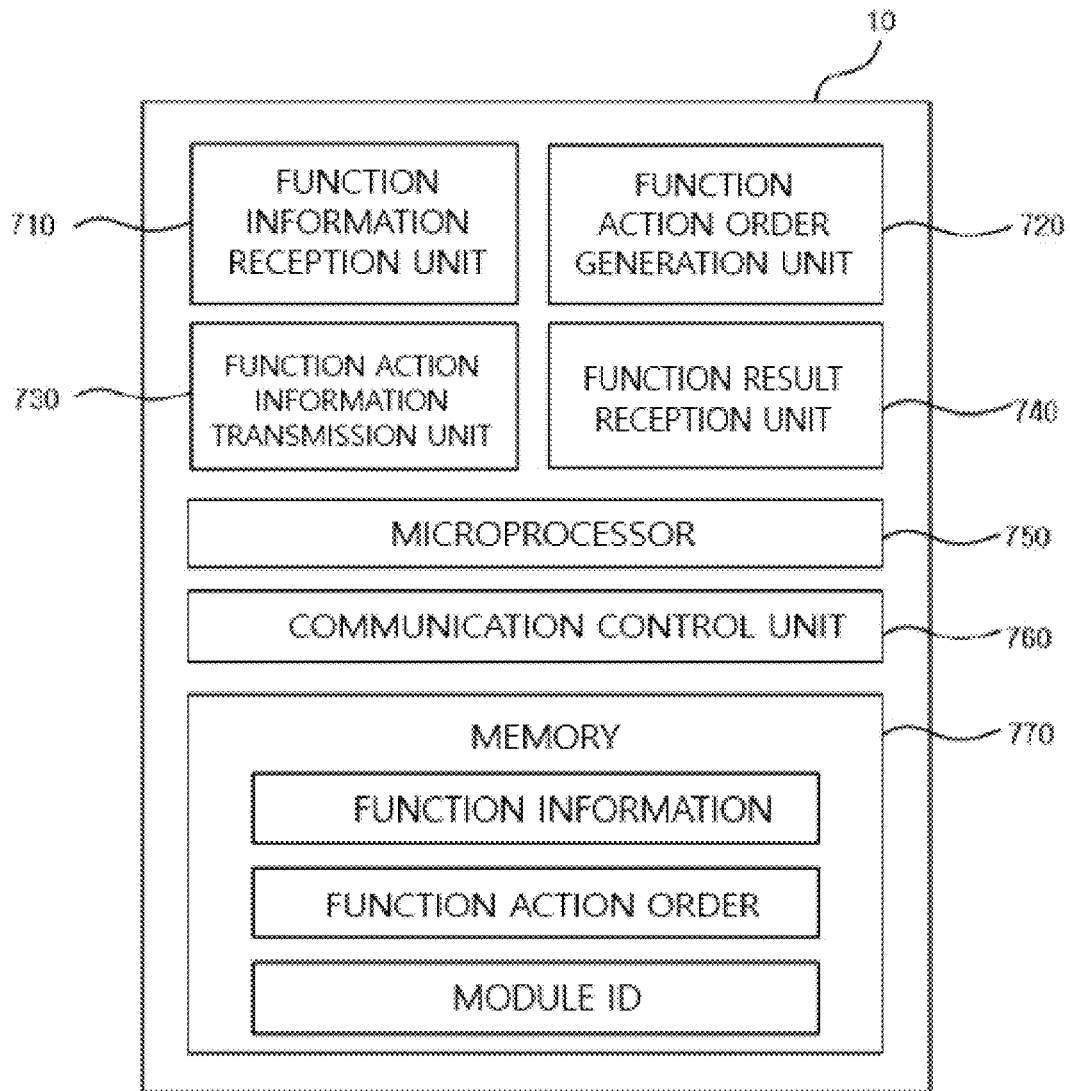 10
FUNCTION
INFORMATION
RECEPTION UNIT
710
FUNCTION
ACTION ORDER
GENERATION UNIT
720
FUNCTION ACTION
INFORMATION
TRANSMISSION UNIT
730
FUNCTION RESULT
RECEPTION UNIT
740
MICROPROCESSOR
750
COMMUNICATION CONTROL UNIT
760
MEMORY
770
FUNCTION INFORMATION
FUNCTION ACTION ORDER
MODULE ID